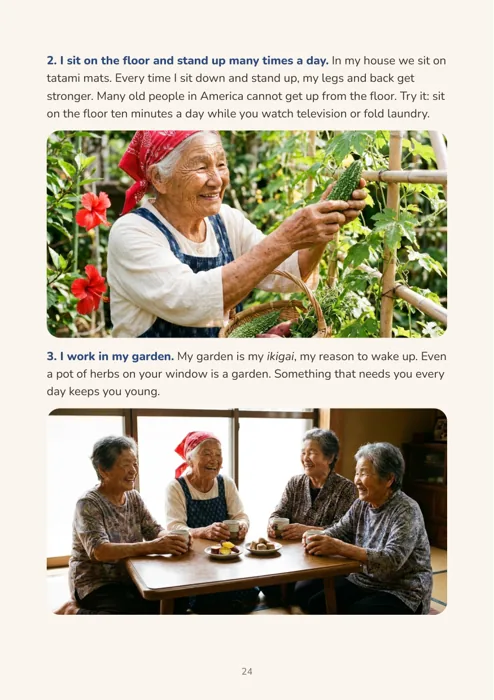 2. I sit on the floor and stand up many times a day. In my house we sit on
tatami mats. Every time I sit down and stand up, my legs and back get
stronger. Many old people in America cannot get up from the floor. Try it: sit
on the floor ten minutes a day while you watch television or fold laundry.
3. I work in my garden. My garden is my ikigai, my reason to wake up. Even
a pot of herbs on your window is a garden. Something that needs you every
day keeps you young.
24